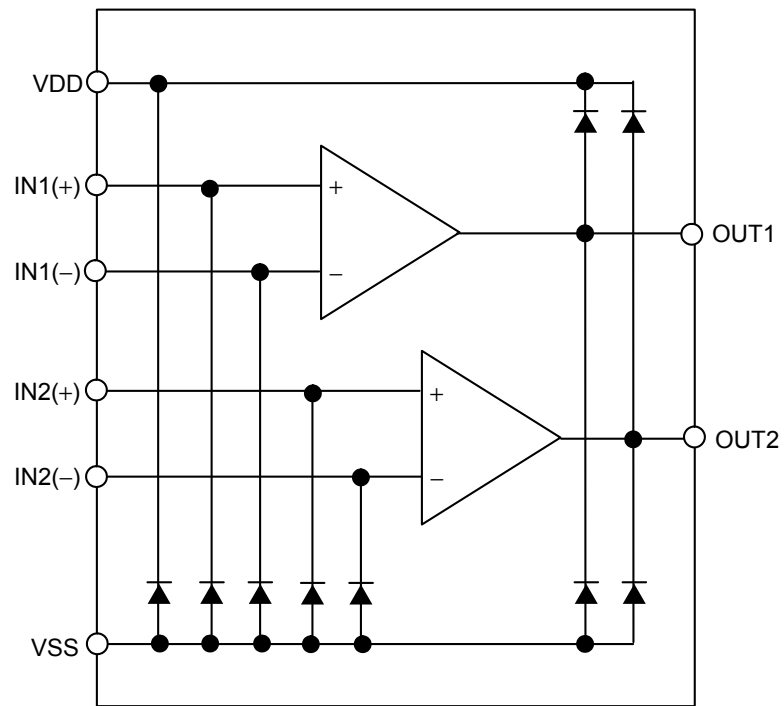 VDD
IN1(+)
+
OUT1
IN1(−)
−
IN2(+)
+
OUT2
IN2(−)
−
VSS